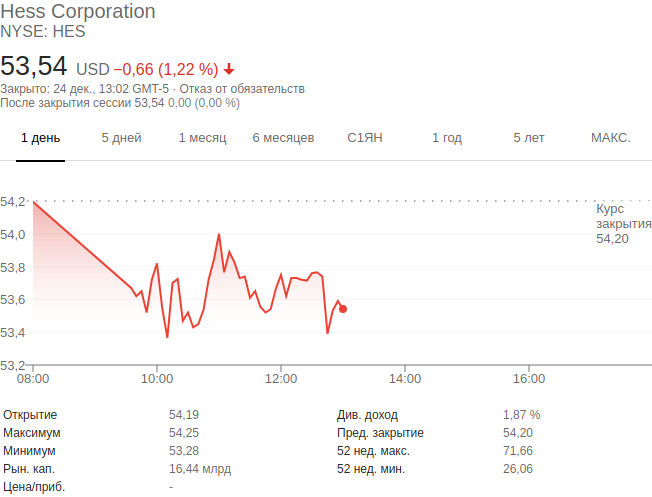 Hess Corporation
NYSE: HES
53,54 USD −0,66 (1,22 %)
Закрыто: 24 дек., 13:02 GMT-5 · Отказ от обязательств
После закрытия сессии 53,54 0,00 (0,00 %)
1 день 5 дней 1 месяц 6 месяцев С1ЯН 1 год 5 лет МАКС.
54,2
Курс
закрытия
54,20
54,0
53,8
53,6
53,4
53,2
08:00 10:00 12:00 14:00 16:00
Открытие 54,19 Див. доход 1,87 %
Максимум 54,25 Пред. закрытие 54,20
Минимум 53,28 52 нед. макс. 71,66
Рын. кап. 16,44 млрд 52 нед. мин. 26,06
Цена/приб. -